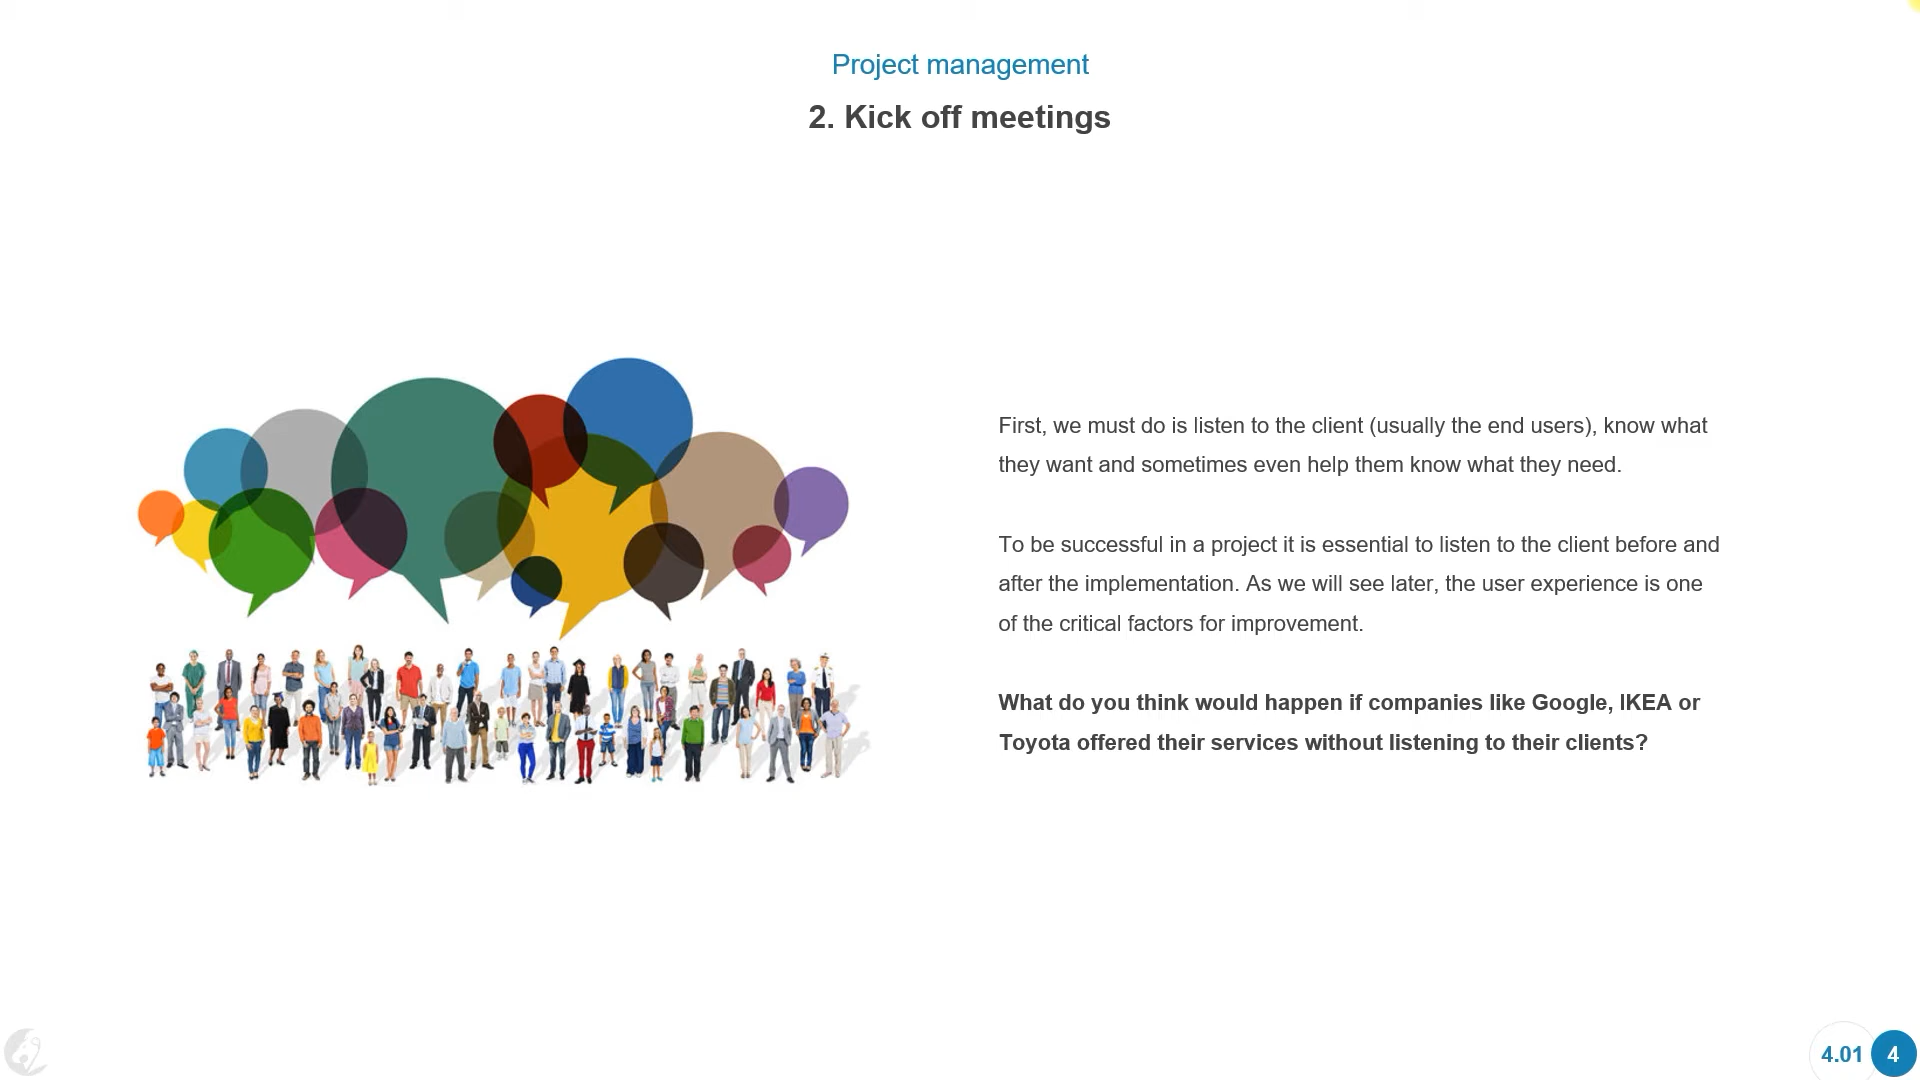 Project management
2. Kick off meetings
First, we must do is listen to the client (usually the end users), know what
they want and sometimes even help them know what they need.
To be successful in a project it is essential to listen to the client before and
after the implementation. As we will see later, the user experience is one
of the critical factors for improvement.
What do you think would happen if companies like Google, IKEA or
Toyota offered their services without listening to their clients?
4.01 4